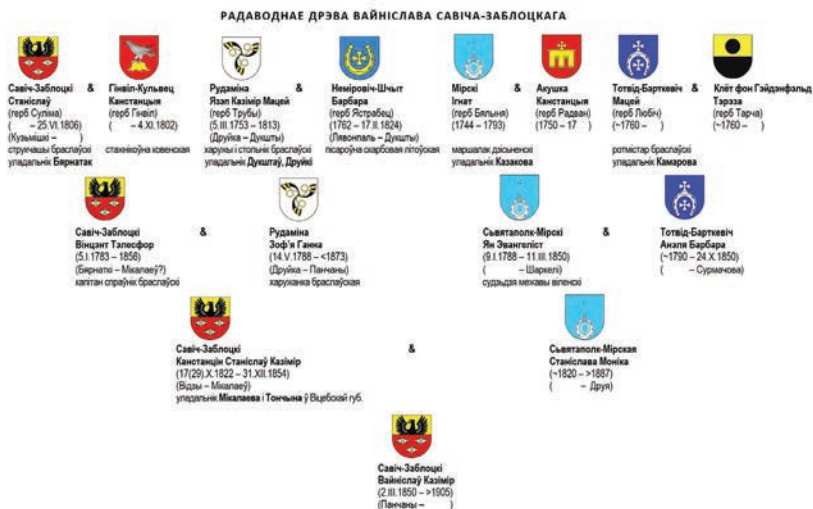 РАДАВОДНАЕ ДРЭВА ВАЙНІСЛАВА САВІЧА-ЗАБЛОЦКАГА
Савіч-Заблоцкі
Станіслаў
(герб Суліма)
( – 25.VI.1806)
(Кузьмішкі – )
струкчашы браслаўскі
уладальнік Бярнатак
&
Гінвіл-Кульвец
Канстанцыя
(герб Гінвіл)
( – 4.XI.1802)
стажнікоўна ковенская
Рудаміна
Язэп Казімір Мацей
(герб Трубы)
(5.III.1753 – 1813)
(Друйка – Дукшты)
харужы і стольнік браслаўскі
уладальнік Дукштаў, Друйкі
&
Неміровіч-Шчыт
Барбара
(герб Ястрабец)
(1762 – 17.II.1824)
(Лявонпаль – Дукшты)
пісароўна скарбовая літоўская
Мірскі
Ігнат
(герб Бялыня)
(1744 – 1793)
маршалак дзісьненскі
уладальнік Казакова
&
Акушка
Канстанцыя
(герб Радван)
(1750 – 17 )
Тотвід-Барткевіч
Мацей
(герб Любіч)
(~1760 – )
ротмістар браслаўскі
уладальнік Камарова
&
Клёт фон Гэйдэнфэльд
Тэрэза
(герб Тарча)
(~1760 – )
Савіч-Заблоцкі
Вінцэнт Тэлесфор
(5.I.1783 – 1856)
(Бярнаткі – Мікалаеў?)
капітан спраўнік браслаўскі
&
Рудаміна
Зоф'я Ганна
(14.V.1788 – <1873)
(Друйка – Панчаны)
харужанка браслаўская
Сьвятаполк-Мірскі
Ян Эвангеліст
(9.I.1788 – 11.III.1850)
( – Шаркелі)
судзьдзя межавы віленскі
&
Тотвід-Барткевіч
Анэля Барбара
(~1790 – 24.X.1850)
( – Сурмачова)
Савіч-Заблоцкі
Канстанцін Станіслаў Казімір
(17(29).X.1822 – 31.XII.1854)
(Відзы – Мікалаеў)
уладальнік Мікалаева і Тончына ў Віцебскай губ.
&
Сьвятаполк-Мірская
Станіслава Моніка
(~1820 – >1887)
( – Друя)
Савіч-Заблоцкі
Вайніслаў Казімір
(2.III.1850 – >1905)
(Панчаны – )